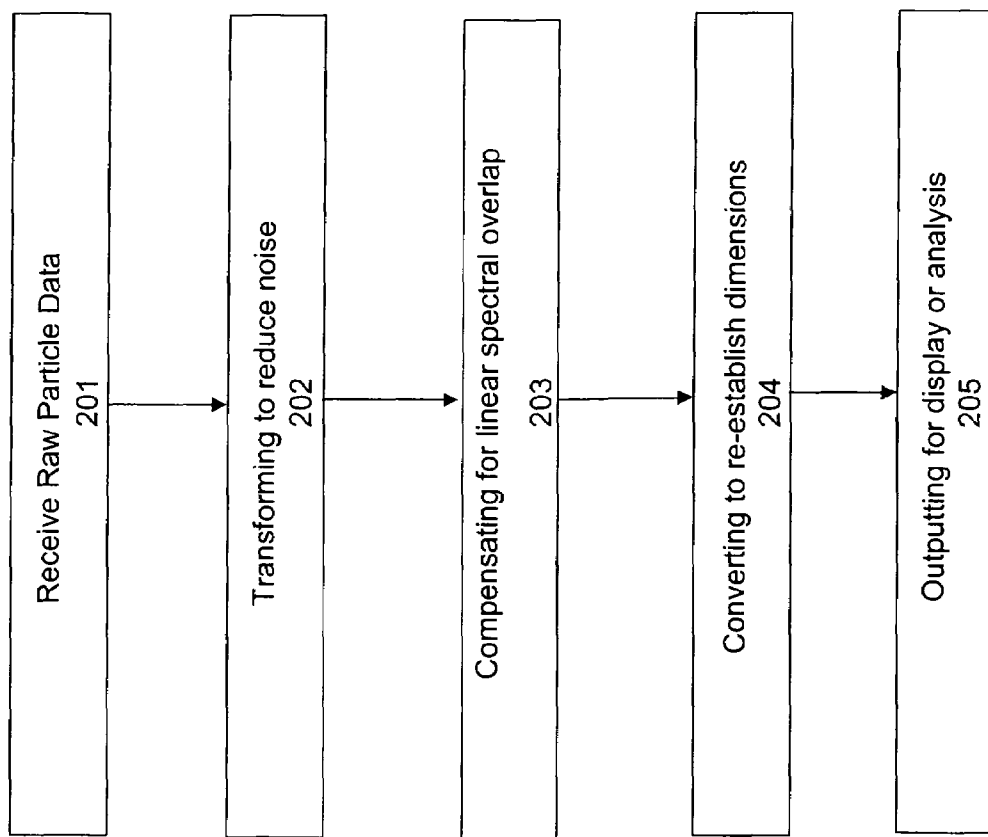 Receive Raw Particle Data
201
Transforming to reduce noise
202
Compensating for linear spectral overlap
203
Converting to re-establish dimensions
204
Outputting for display or analysis
205